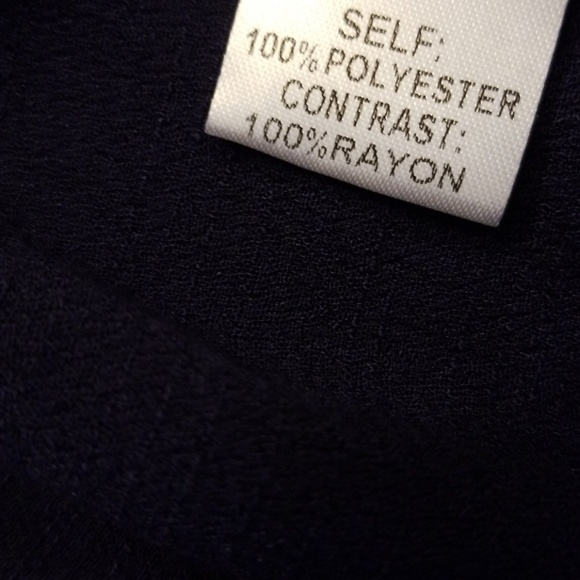 SELF:
100% POLYESTER
CONTRAST:
100% RAYON